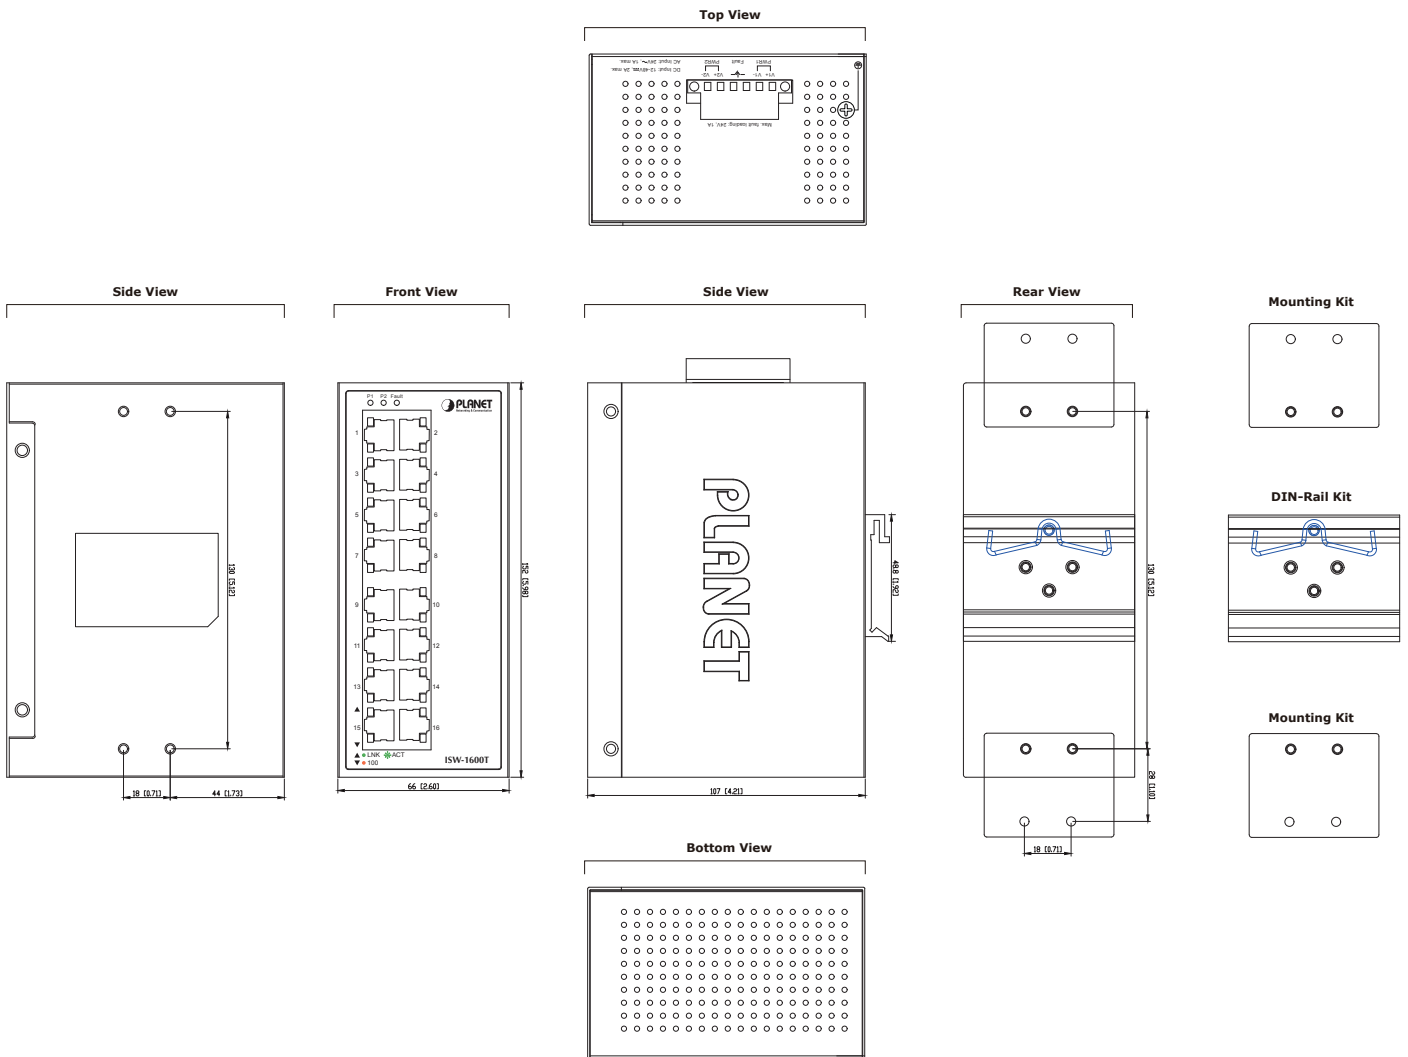 Top View
AC Input: 24V~, 1A max.
DC Input: 12-48V⎓, 2A max.
PWR2
Fault
PWR1
V2-
V2+
V1-
V1+
Max. fault loading: 24V, 1A
Side View
Front View
Side View
Rear View
Mounting Kit
P1 P2 Fault
PLANET
Networking & Communication
1
2
3
4
5
6
7
8
9
10
11
12
13
14
15
16
▲ LNK ACT
▼ 100
ISW-1600T
130 [5.12]
18 [0.71]
44 [1.73]
152 [5.98]
66 [2.60]
PLANET
48.8 [1.92]
107 [4.21]
130 [5.12]
28 [1.10]
18 [0.71]
DIN-Rail Kit
Mounting Kit
Bottom View